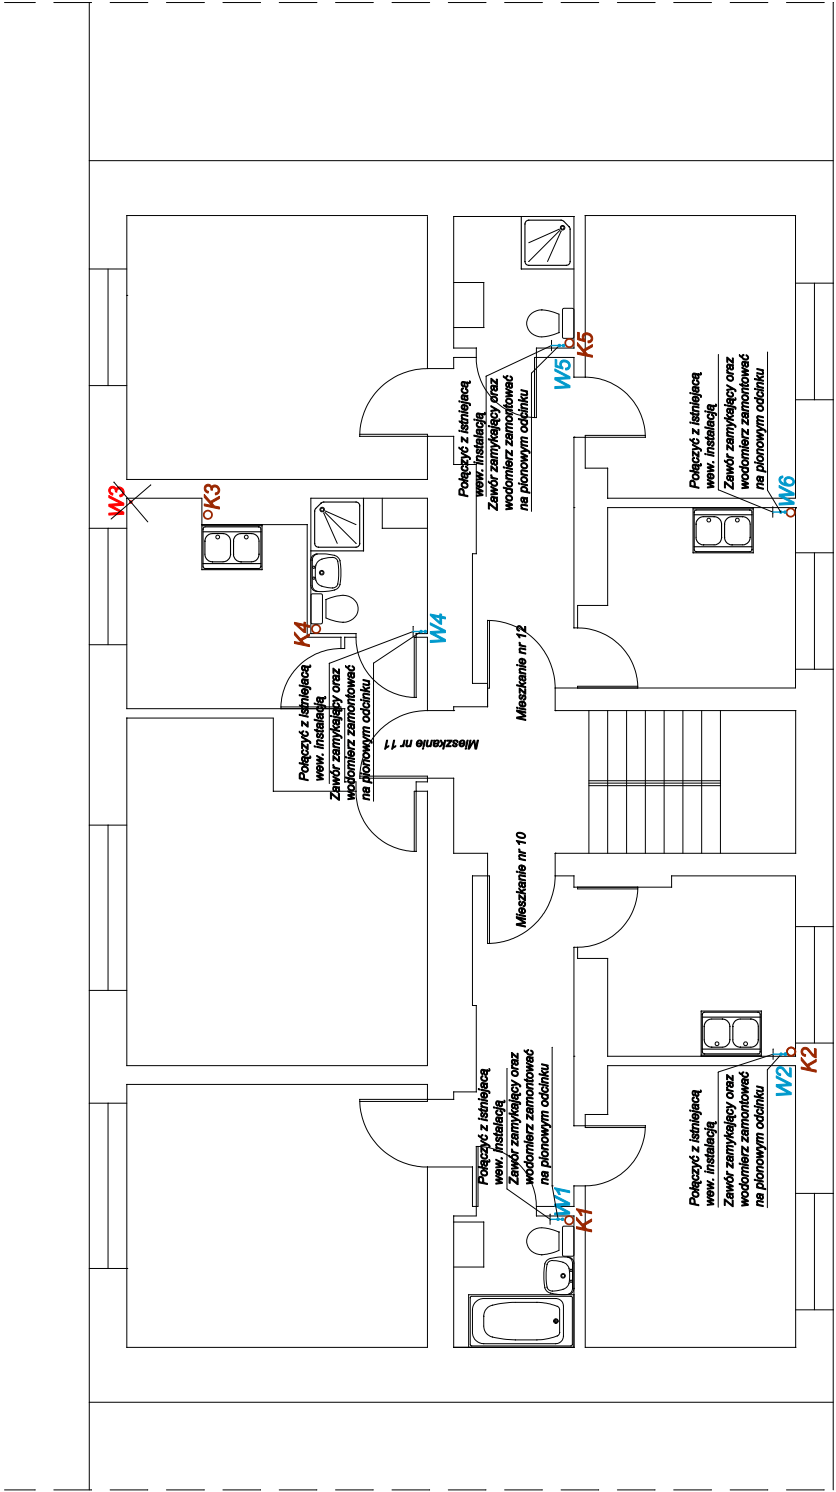 W3
K3
K4
Połączyć z istniejącą
wew. instalacją
Zawór zamykający oraz
wodomierz zamontować
na pionowym odcinku
W4
Mieszkanie nr 11
Połączyć z istniejącą
wew. instalacją
Zawór zamykający oraz
wodomierz zamontować
na pionowym odcinku
W5
K5
Mieszkanie nr 12
Połączyć z istniejącą
wew. instalacją
Zawór zamykający oraz
wodomierz zamontować
na pionowym odcinku
W6
Mieszkanie nr 10
Połączyć z istniejącą
wew. instalacją
Zawór zamykający oraz
wodomierz zamontować
na pionowym odcinku
W1
K1
Połączyć z istniejącą
wew. instalacją
Zawór zamykający oraz
wodomierz zamontować
na pionowym odcinku
W2
K2